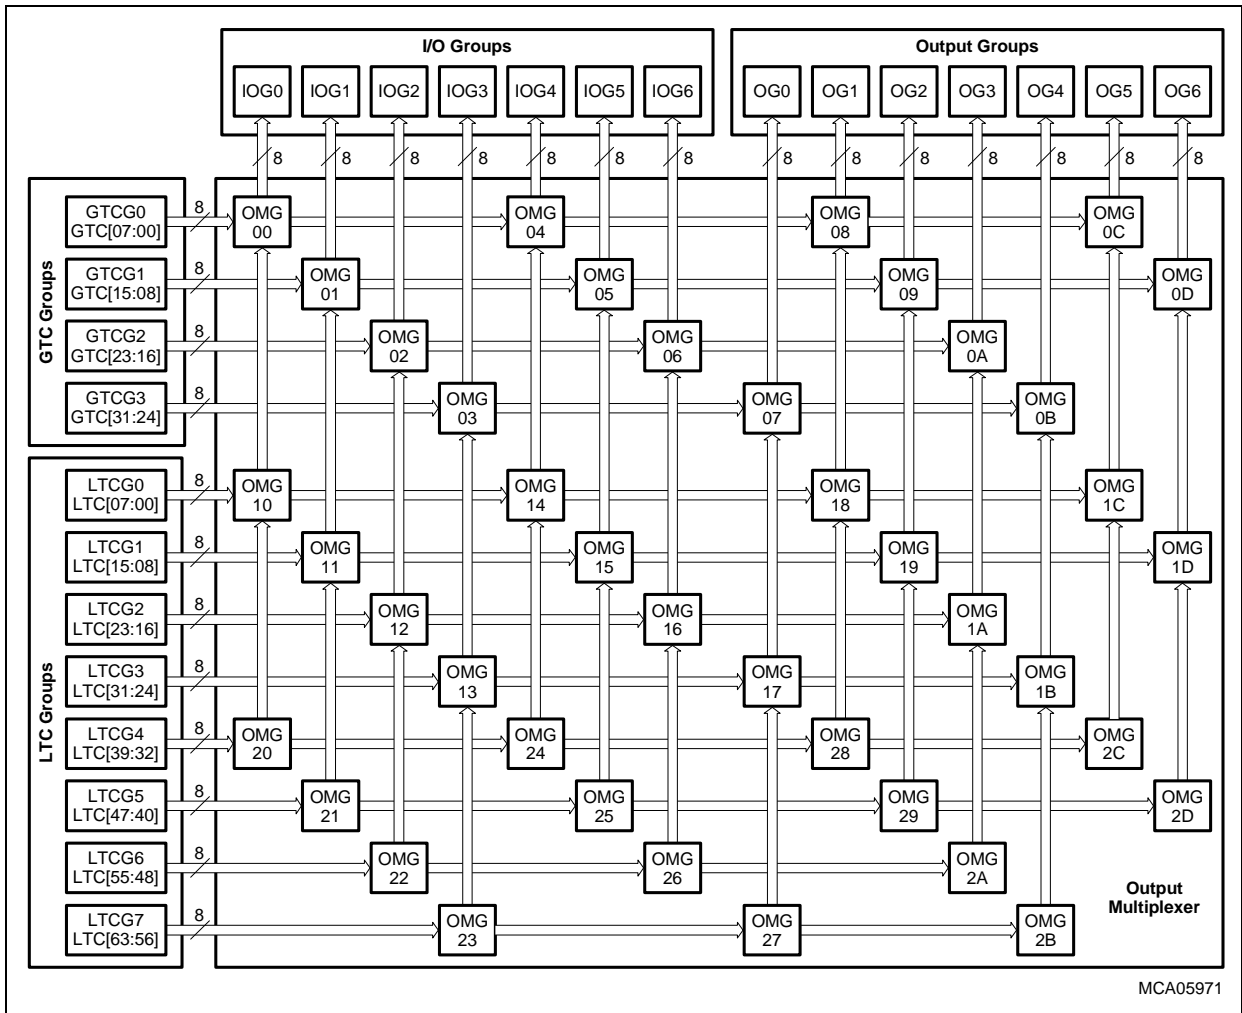 I/O Groups
Output Groups
IOG0 IOG1 IOG2 IOG3 IOG4 IOG5 IOG6 OG0 OG1 OG2 OG3 OG4 OG5 OG6
8 8 8 8 8 8 8 8 8 8 8 8 8 8
GTC Groups
GTCG0
GTC[07:00]
8
OMG
00
OMG
04
OMG
08
OMG
0C
GTCG1
GTC[15:08]
8
OMG
01
OMG
05
OMG
09
OMG
0D
GTCG2
GTC[23:16]
8
OMG
02
OMG
06
OMG
0A
GTCG3
GTC[31:24]
8
OMG
03
OMG
07
OMG
0B
LTC Groups
LTCG0
LTC[07:00]
8
OMG
10
OMG
14
OMG
18
OMG
1C
LTCG1
LTC[15:08]
8
OMG
11
OMG
15
OMG
19
OMG
1D
LTCG2
LTC[23:16]
8
OMG
12
OMG
16
OMG
1A
LTCG3
LTC[31:24]
8
OMG
13
OMG
17
OMG
1B
LTCG4
LTC[39:32]
8
OMG
20
OMG
24
OMG
28
OMG
2C
LTCG5
LTC[47:40]
8
OMG
21
OMG
25
OMG
29
OMG
2D
LTCG6
LTC[55:48]
8
OMG
22
OMG
26
OMG
2A
LTCG7
LTC[63:56]
8
OMG
23
OMG
27
OMG
2B
Output
Multiplexer
MCA05971